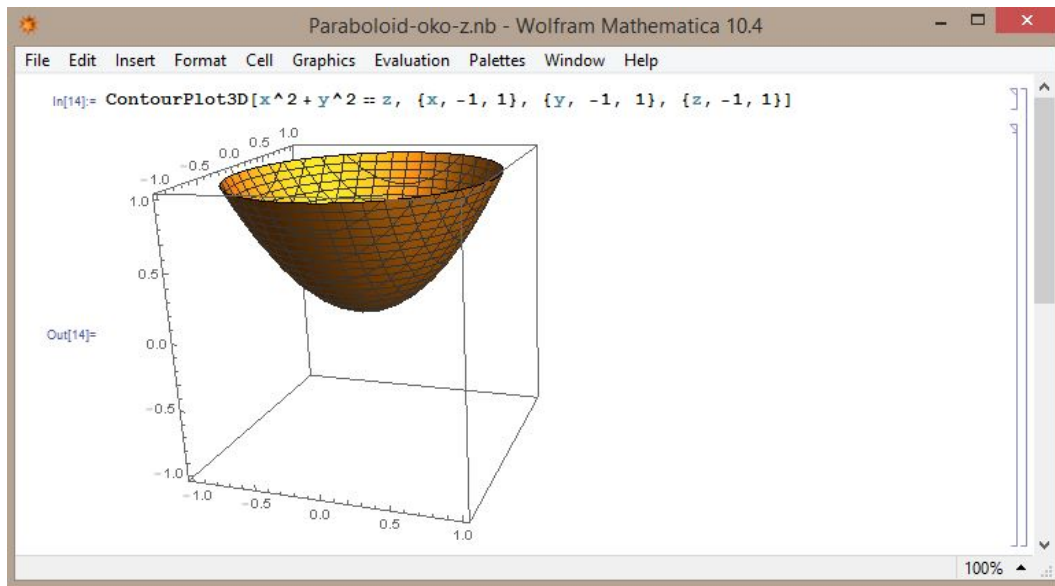 Paraboloid-oko-z.nb - Wolfram Mathematica 10.4
File Edit Insert Format Cell Graphics Evaluation Palettes Window Help
In[14]:= ContourPlot3D[x^2 + y^2 == z, {x, -1, 1}, {y, -1, 1}, {z, -1, 1}]
-1.0 -0.5 0.0 0.5 1.0
1.0
0.5
Out[14]=
0.0
-0.5
-1.0
-1.0 -0.5 0.0 0.5 1.0
100%